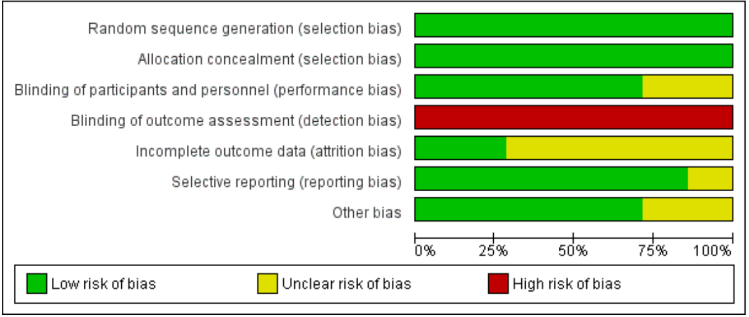 Random sequence generation (selection bias)
Allocation concealment (selection bias)
Blinding of participants and personnel (performance bias)
Blinding of outcome assessment (detection bias)
Incomplete outcome data (attrition bias)
Selective reporting (reporting bias)
Other bias
0% 25% 50% 75% 100%
Low risk of bias Unclear risk of bias High risk of bias